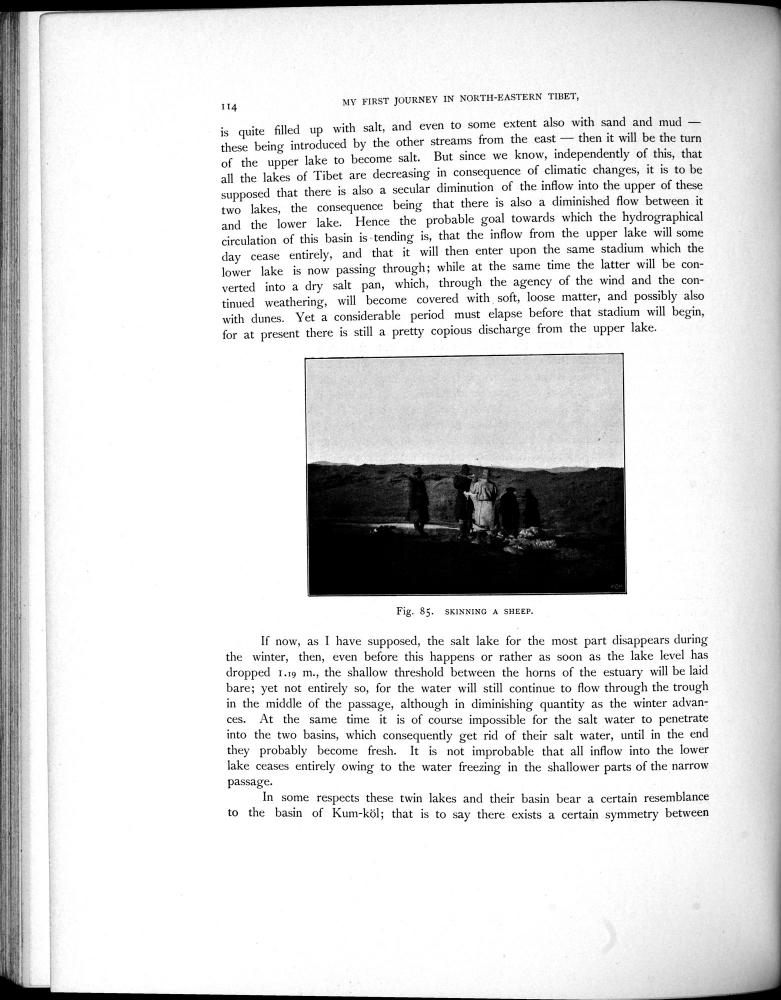 114
MY FIRST JOURNEY IN NORTH-EASTERN TIBET,
is quite filled up with salt, and even to some extent also with sand and mud —
these being introduced by the other streams from the east — then it will be the turn
of the upper lake to become salt. But since we know, independently of this, that
all the lakes of Tibet are decreasing in consequence of climatic changes, it is to be
supposed that there is also a secular diminution of the inflow into the upper of these
two lakes, the consequence being that there is also a diminished flow between it
and the lower lake. Hence the probable goal towards which the hydrographical
circulation of this basin is tending is, that the inflow from the upper lake will some
day cease entirely, and that it will then enter upon the same stadium which the
lower lake is now passing through; while at the same time the latter will be con-
verted into a dry salt pan, which, through the agency of the wind and the con-
tinued weathering, will become covered with soft, loose matter, and possibly also
with dunes. Yet a considerable period must elapse before that stadium will begin,
for at present there is still a pretty copious discharge from the upper lake.
Fig. 85. SKINNING A SHEEP.
If now, as I have supposed, the salt lake for the most part disappears during
the winter, then, even before this happens or rather as soon as the lake level has
dropped 1.19 m., the shallow threshold between the horns of the estuary will be laid
bare; yet not entirely so, for the water will still continue to flow through the trough
in the middle of the passage, although in diminishing quantity as the winter advan-
ces. At the same time it is of course impossible for the salt water to penetrate
into the two basins, which consequently get rid of their salt water, until in the end
they probably become fresh. It is not improbable that all inflow into the lower
lake ceases entirely owing to the water freezing in the shallower parts of the narrow
passage.
In some respects these twin lakes and their basin bear a certain resemblance
to the basin of Kum-köl; that is to say there exists a certain symmetry between